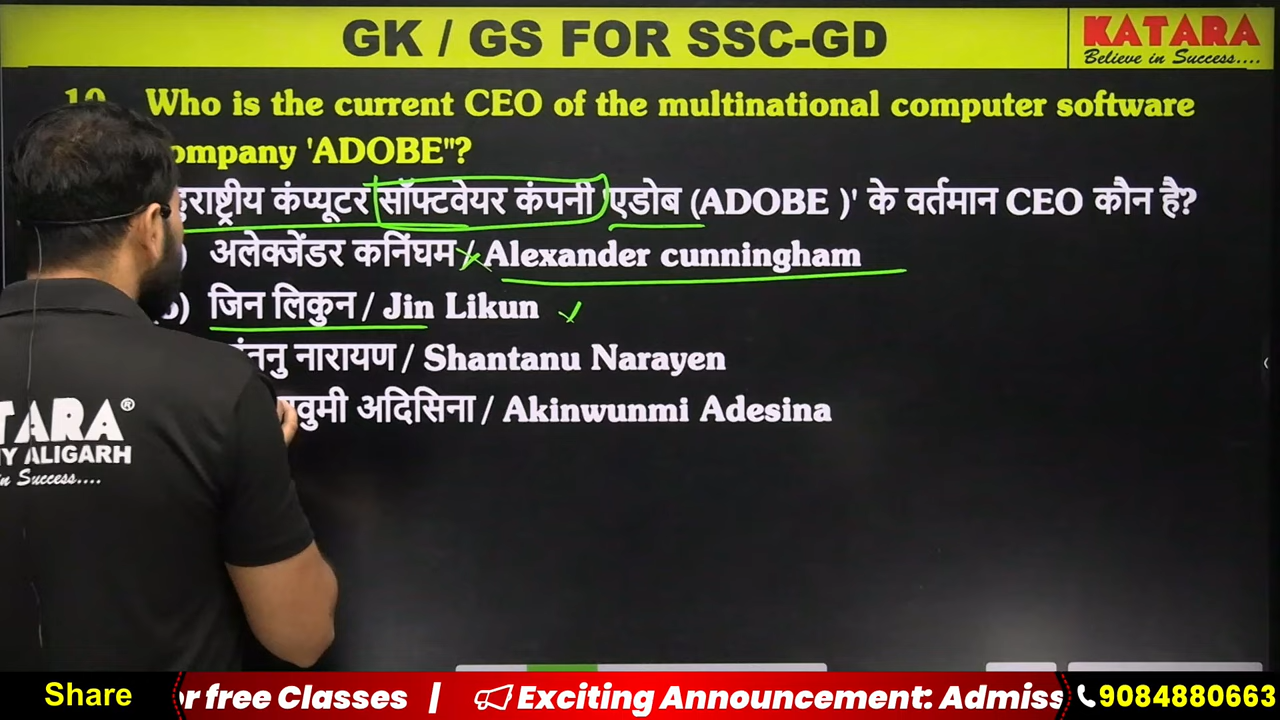 GK / GS FOR SSC-GD
KATARA
Believe in Success....
Who is the current CEO of the multinational computer software
'ADOBE"?
कंप्यूटर सॉफ्टवेयर कंपनी 'एडोब (ADOBE )' के वर्तमान CEO कौन है?
अलेक्जेंडर कनिंघम / Alexander cunningham
जिन लिकुन / Jin Likun
नारायण / Shantanu Narayen
अदिसिना / Akinwunmi Adesina
®
ALIGARH
Success....
Share
for free Classes | Exciting Announcement: Admiss
9084880663